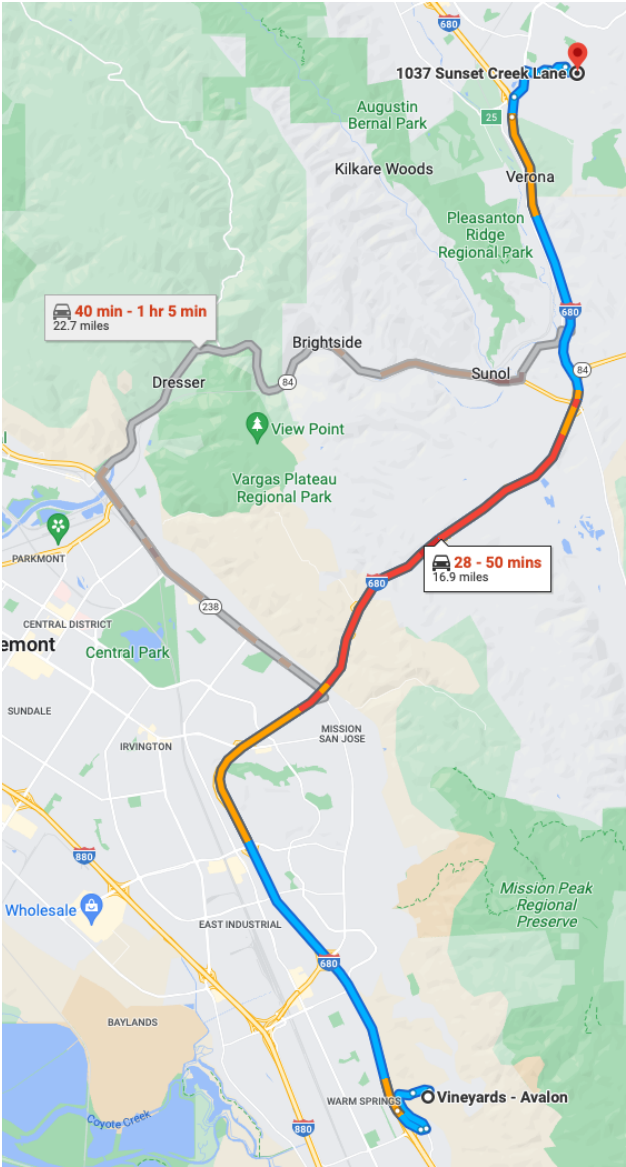 680
1037 Sunset Creek Lane
Augustin
Bernal Park
25
Kilkare Woods
Verona
Pleasanton
Ridge
Regional Park
680
40 min - 1 hr 5 min
22.7 miles
Brightside
Dresser
84
Sunol
84
View Point
Vargas Plateau
Regional Park
PARKMONT
28 - 50 mins
16.9 miles
680
238
CENTRAL DISTRICT
emont
Central Park
SUNDALE
MISSION
SAN JOSE
IRVINGTON
880
Mission Peak
Regional
Preserve
Wholesale
EAST INDUSTRIAL
680
BAYLANDS
WARM SPRINGS
Vineyards - Avalon
Coyote Creek
880